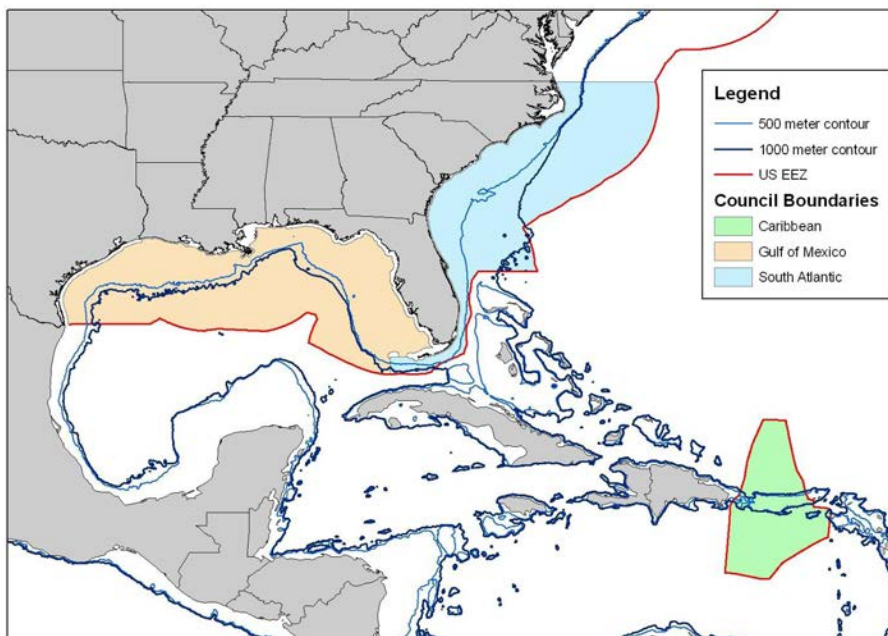 Legend
500 meter contour
1000 meter contour
US EEZ
Council Boundaries
Caribbean
Gulf of Mexico
South Atlantic